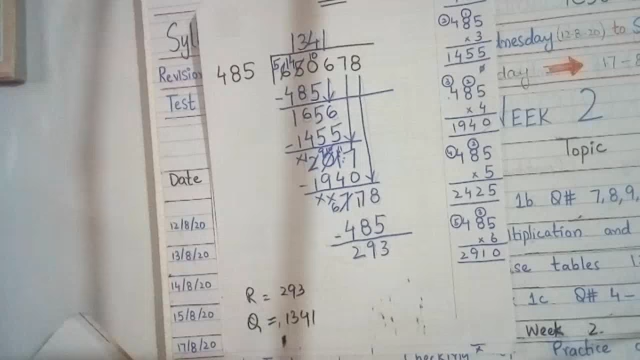 Syl
Revision
Test
Date
12/8/20
13/8/20
14/8/20
15/8/20
17/8/20
1341
485 650678
-485
1656
-1455
2017
-1940
778
-485
293
R = 293
Q = 1341
485
x 3
1455
485
x 4
1940
485
x 5
2425
485
x 6
2910
dnesday (12-8-20) to S
day → 17-8
WEEK 2
Topic
1b Q# 7,8,9,
ltiplication and
se tables
1c Q# 4-
Week 2.
Practice